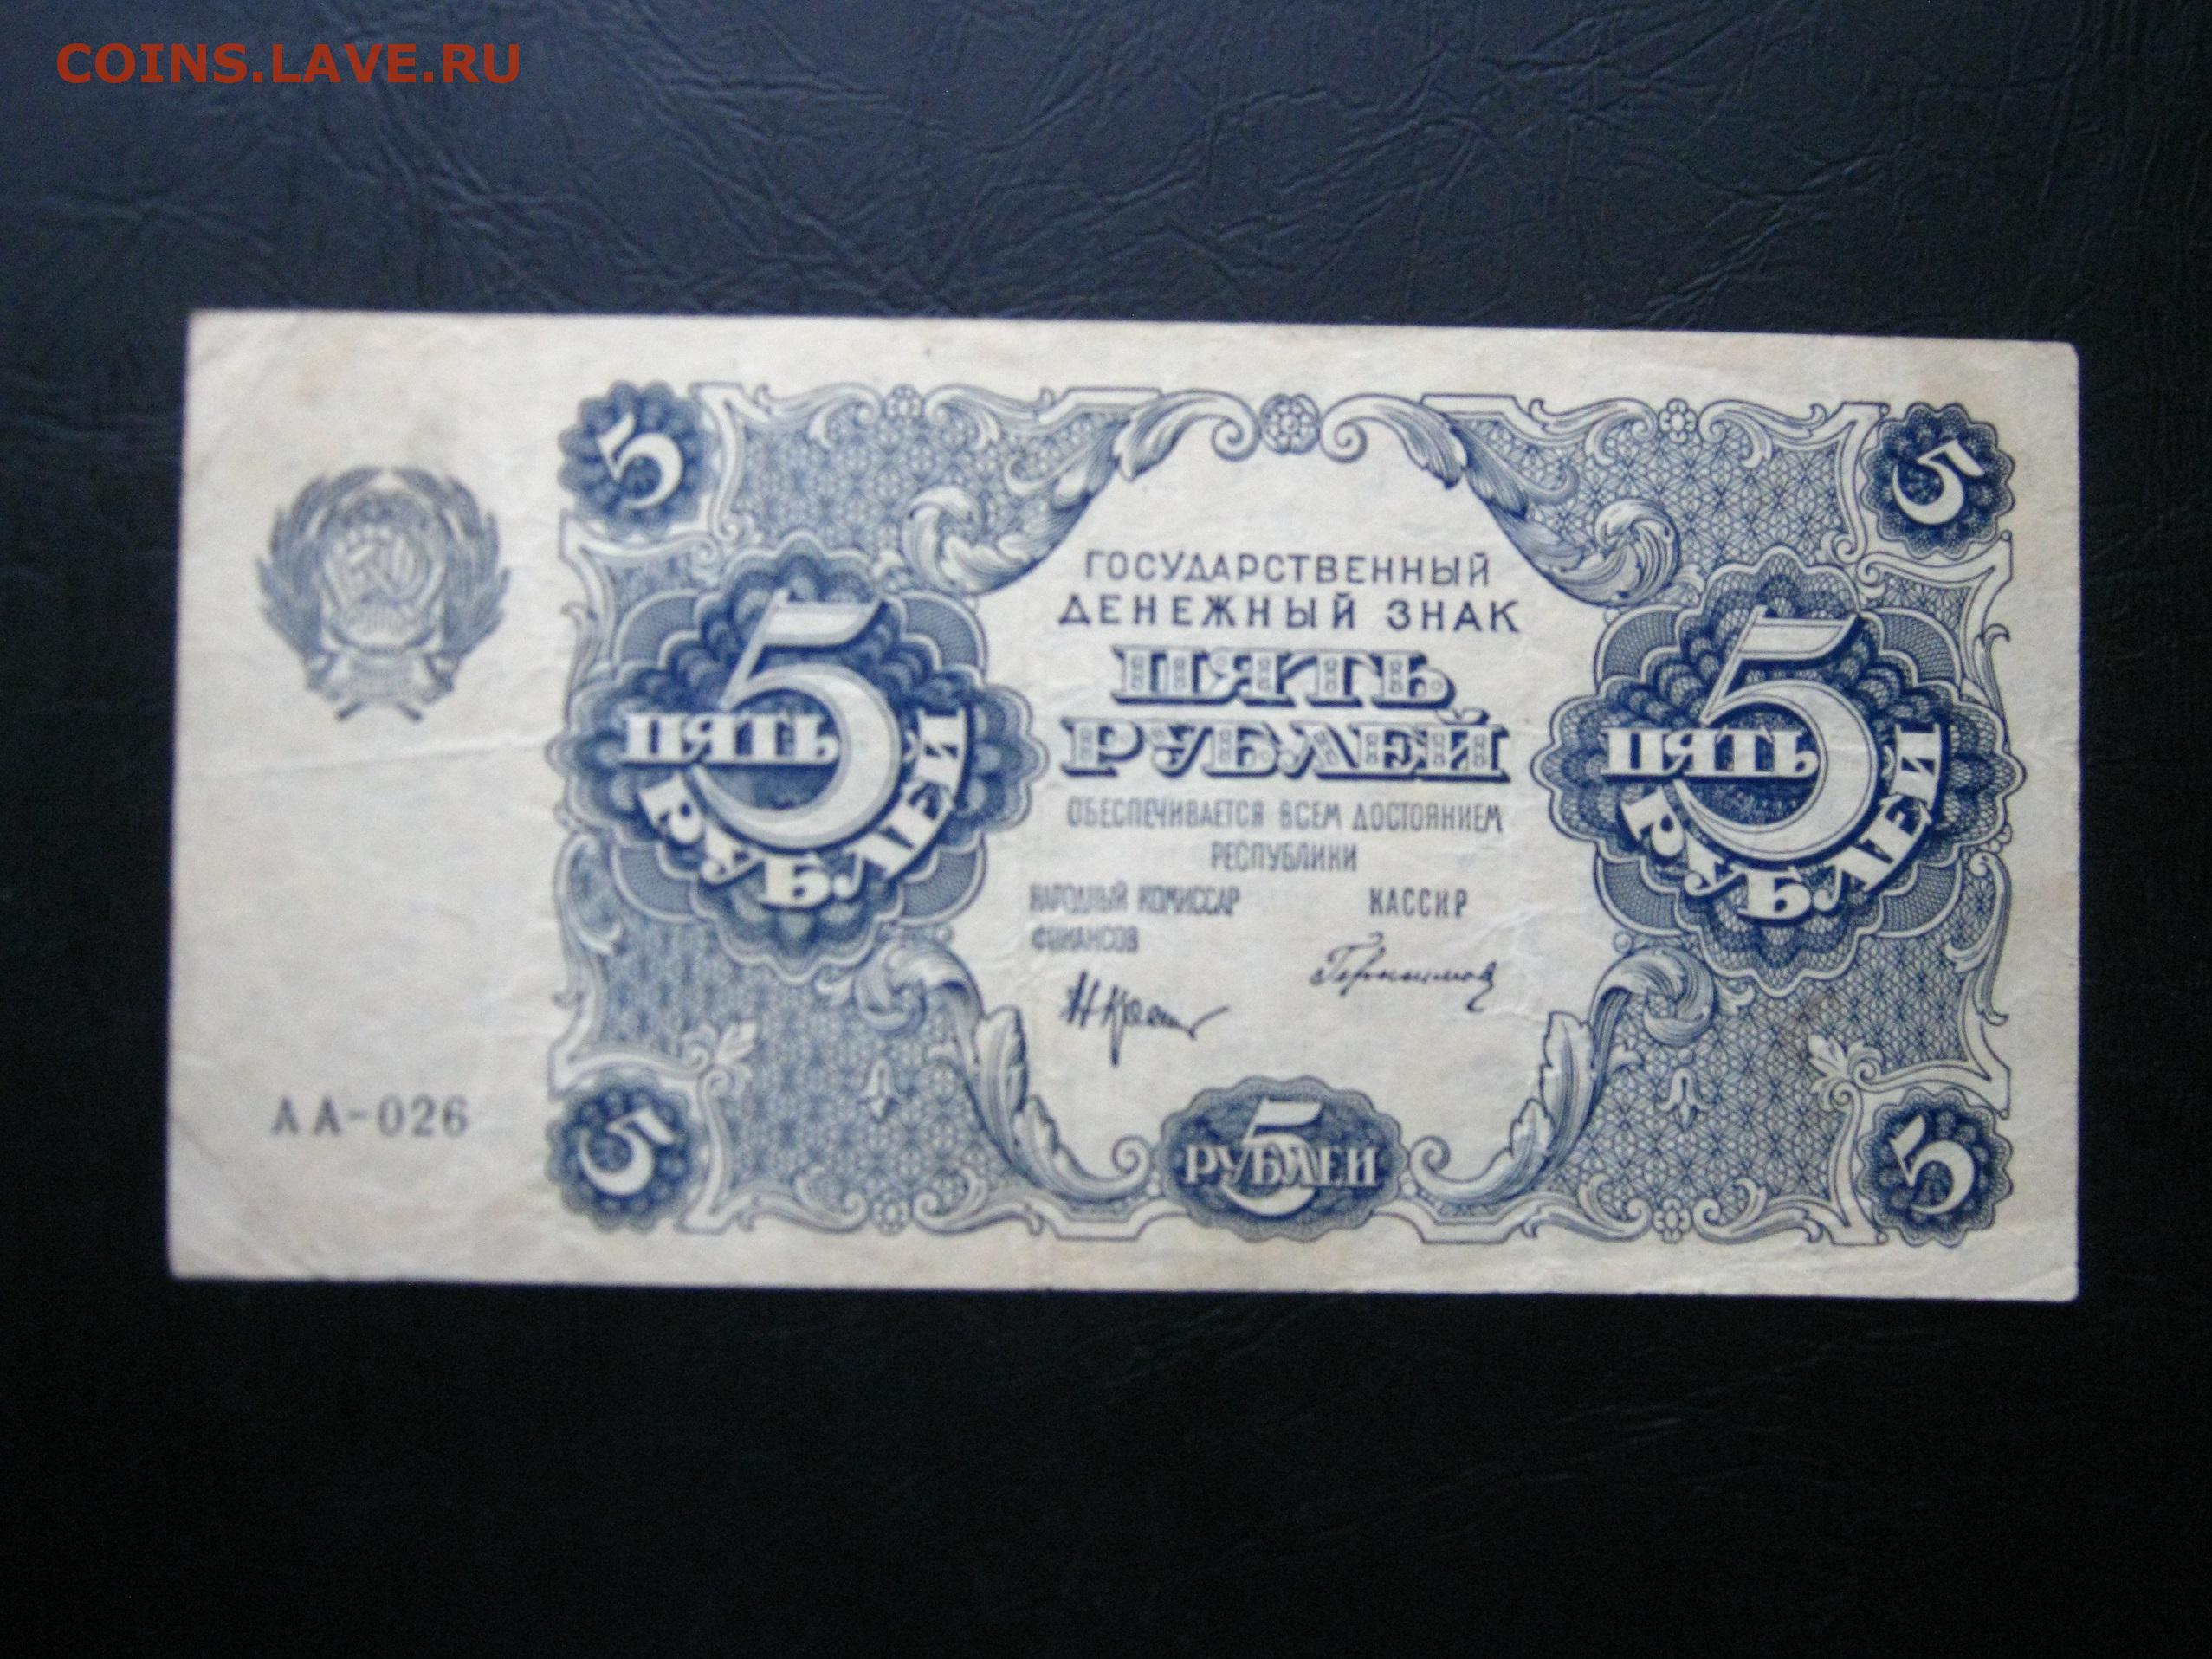 COINS.LAVE.RU
5
5
ГОСУДАРСТВЕННЫЙ
ДЕНЕЖНЫЙ ЗНАК
ПЯТЬ
РУБЛЕЙ
5
ПЯТЬ
РУБЛЕЙ
5
ПЯТЬ
РУБЛЕЙ
ОБЕСПЕЧИВАЕТСЯ ВСЕМ ДОСТОЯНИЕМ
РЕСПУБЛИКИ
НАРОДНЫЙ КОМИССАР
ФИНАНСОВ
КАССИР
АА-026
5
5
РУБЛЕЙ
5